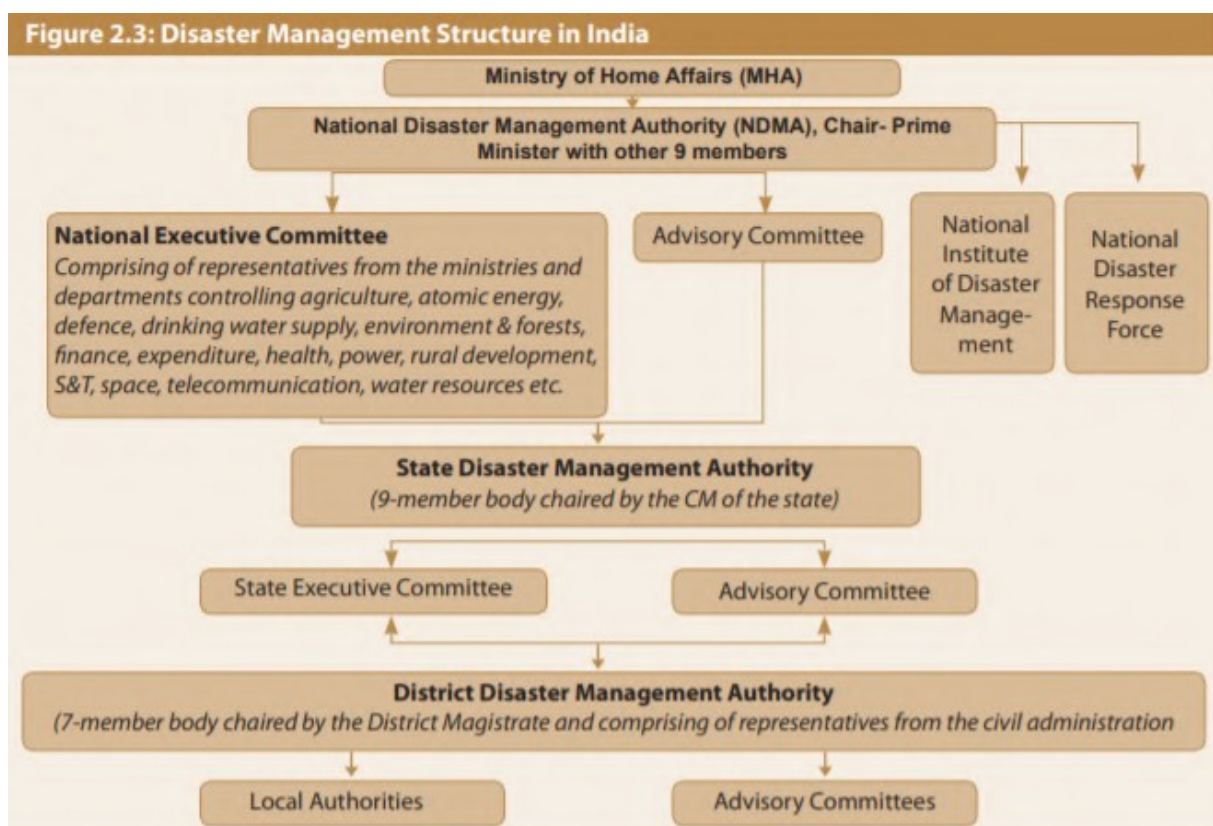 Figure 2.3: Disaster Management Structure in India
Ministry of Home Affairs (MHA)
National Disaster Management Authority (NDMA), Chair- Prime
Minister with other 9 members
National Executive Committee
Comprising of representatives from the ministries and
departments controlling agriculture, atomic energy,
defence, drinking water supply, environment & forests,
finance, expenditure, health, power, rural development,
S&T, space, telecommunication, water resources etc.
Advisory Committee
National
Institute
of Disaster
Manage-
ment
National
Disaster
Response
Force
State Disaster Management Authority
(9-member body chaired by the CM of the state)
State Executive Committee
Advisory Committee
District Disaster Management Authority
(7-member body chaired by the District Magistrate and comprising of representatives from the civil administration
Local Authorities
Advisory Committees